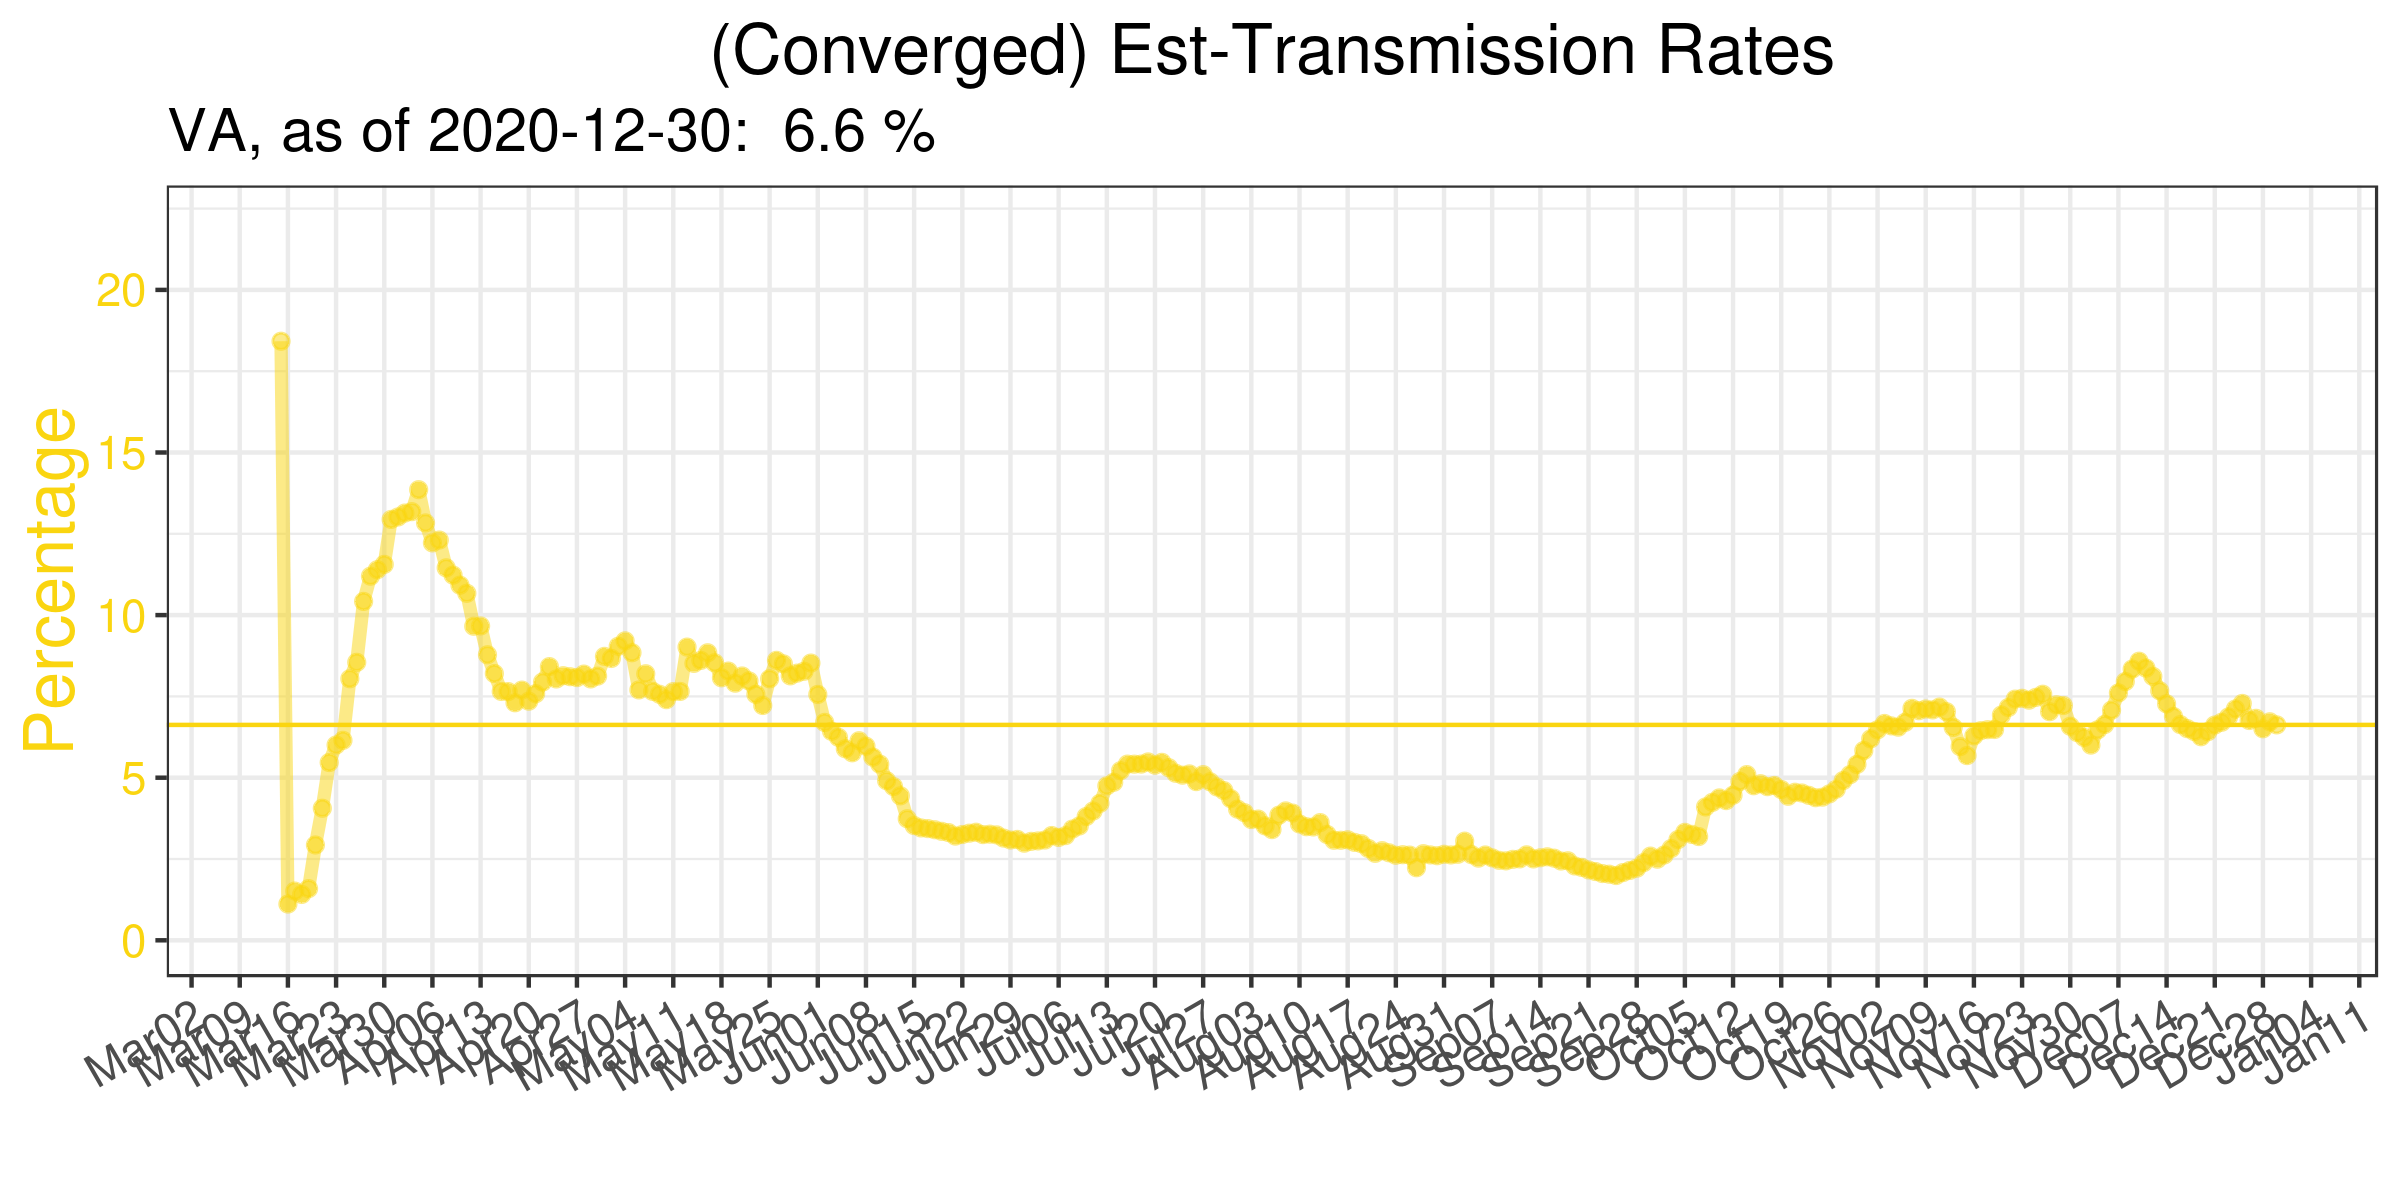 (Converged) Est-Transmission Rates
VA, as of 2020-12-30:  6.6 %
Percentage
20
15
10
5
0
Mar02
Mar09
Mar16
Mar23
Mar30
Apr06
Apr13
Apr20
Apr27
May04
May11
May18
May25
Jun01
Jun08
Jun15
Jun22
Jun29
Jul06
Jul13
Jul20
Jul27
Aug03
Aug10
Aug17
Aug24
Aug31
Sep07
Sep14
Sep21
Sep28
Oct05
Oct12
Oct19
Oct26
Nov02
Nov09
Nov16
Nov23
Nov30
Dec07
Dec14
Dec21
Dec28
Jan04
Jan11